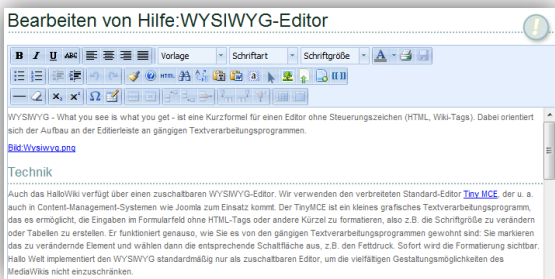 Bearbeiten von Hilfe:WYSIWYG-Editor
B I U ABC Vorlage Schriftart Schriftgröße A
HTML
x, x² Ω
WYSIWYG - What you see is what you get - ist eine Kurzformel für einen Editor ohne Steuerungszeichen (HTML, Wiki-Tags). Dabei orientiert
sich der Aufbau an der Editierleiste an gängigen Textverarbeitungsprogrammen.
Bild:Wysiwyg.png
Technik
Auch das HalloWiki verfügt über einen zuschaltbaren WYSIWYG-Editor. Wir verwenden den verbreiteten Standard-Editor Tiny MCE, der u. a.
auch in Content-Management-Systemen wie Joomla zum Einsatz kommt. Der TinyMCE ist ein kleines grafisches Textverarbeitungsprogramm,
das es ermöglicht, die Eingaben im Formularfeld ohne HTML-Tags oder andere Kürzel zu formatieren, also z.B. die Schriftgröße zu verändern
oder Tabellen zu erstellen. Er funktioniert genauso, wie Sie es von den gängigen Textverarbeitungsprogrammen gewohnt sind: Sie markieren
das zu verändernde Element und wählen dann die entsprechende Schaltfläche aus, z.B. den Fettdruck. Sofort wird die Formatierung sichtbar.
Hallo Welt implementiert den WYSIWYG standardmäßig nur als zuschaltbaren Editor, um die vielfältigen Gestaltungsmöglichkeiten des
MediaWikis nicht einzuschränken.